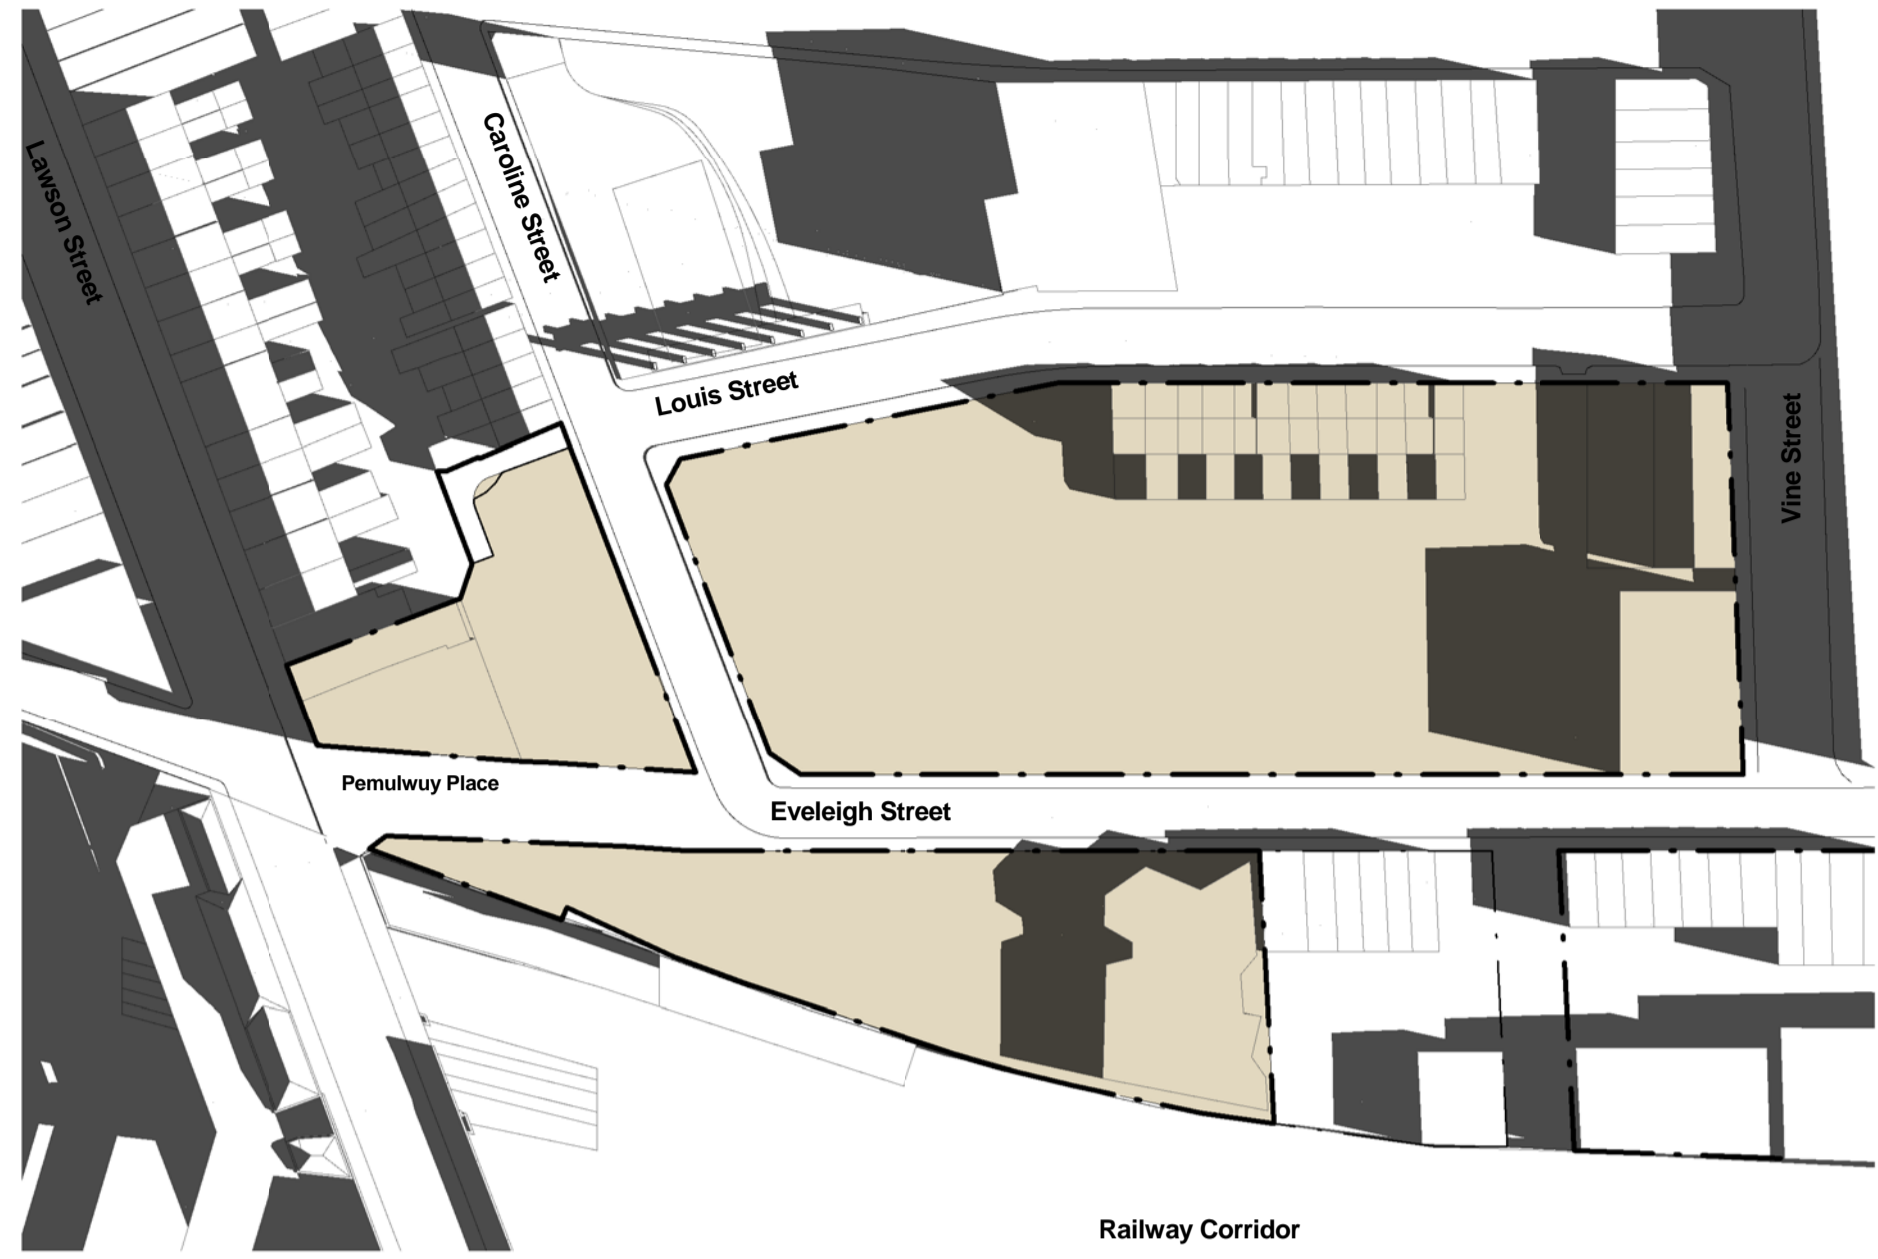 Lawson Street
Caroline Street
Louis Street
Vine Street
Pemulwuy Place
Eveleigh Street
Railway Corridor